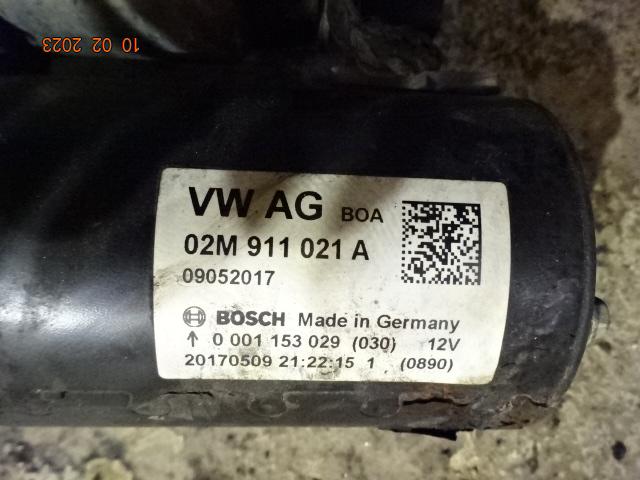 10 02 2023
VW AG BOA
02M 911 021 A
09052017
BOSCH Made in Germany
↑ 0 001 153 029 (030) 12V
20170509 21:22:15 1 (0890)